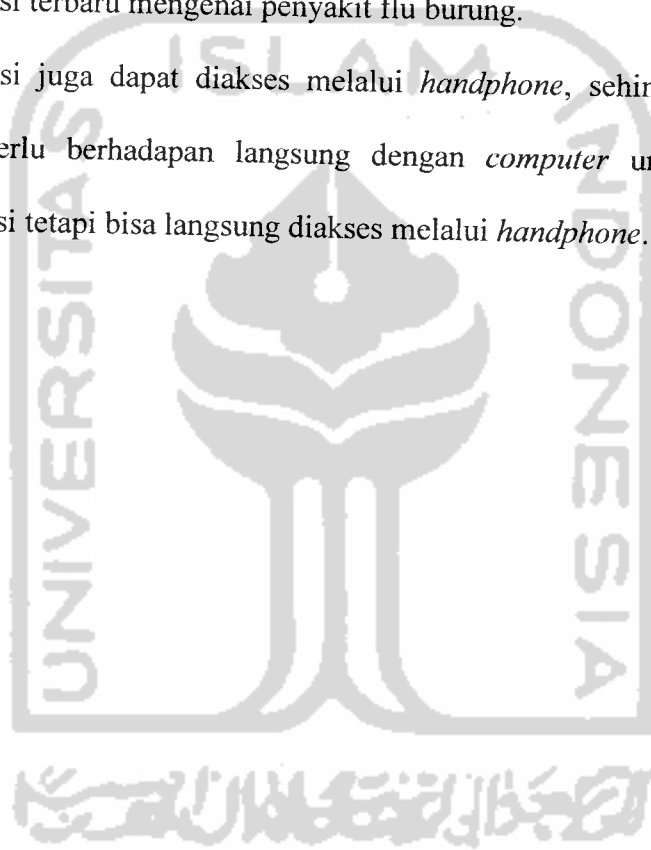 si terbaru mengenai penyakit flu burung.
si juga dapat diakses melalui handphone, sehin
erlu berhadapan langsung dengan computer un
si tetapi bisa langsung diakses melalui handphone.
ISLAM
UNIVERSITAS
INDONESIA